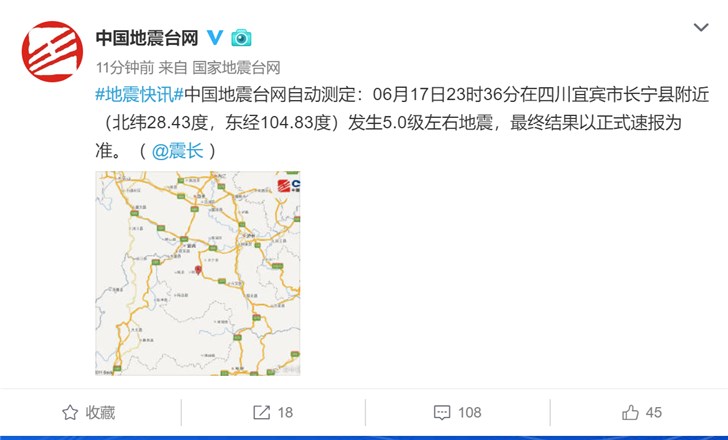 中国地震台网
11分钟前 来自 国家地震台网
#地震快讯#中国地震台网自动测定：06月17日23时36分在四川宜宾市长宁县附近
（北纬28.43度，东经104.83度）发生5.0级左右地震，最终结果以正式速报为
准。（ @震长 ）
收藏
18
108
45